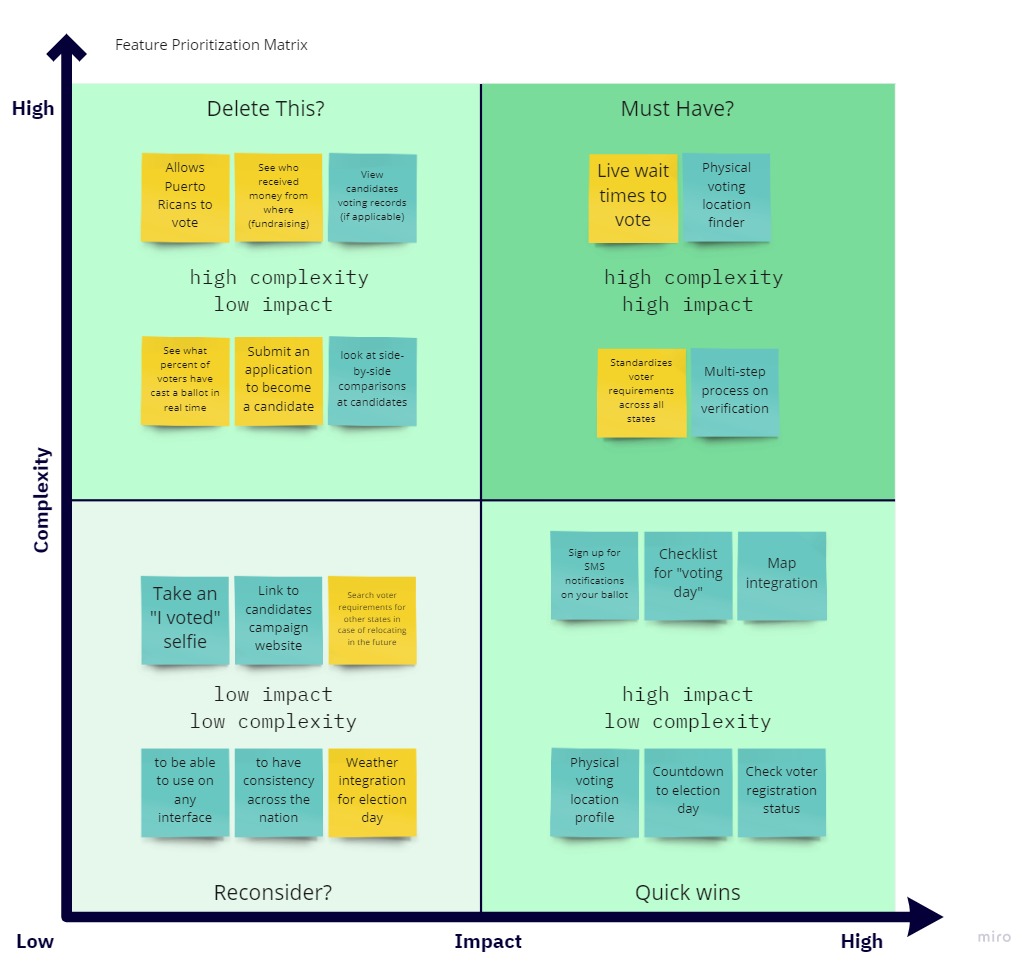 Feature Prioritization Matrix
High
Delete This?
Must Have?
Allows
Puerto
Ricans to
vote
See who
received
money from
where
(fundraising)
View
candidates
voting records
(if applicable)
Live wait
times to
vote
Physical
voting
location
finder
high complexity
low impact
high complexity
high impact
See what
percent of
voters have
cast a ballot in
real time
Submit an
application
to become
a candidate
look at side-
by-side
comparisons
at candidates
Standardizes
voter
requirements
across all
states
Multi-step
process on
verification
Complexity
Sign up for
SMS
notifications
on your ballot
Checklist
for "voting
day"
Map
integration
Take an
"I voted"
selfie
Link to
candidates
campaign
website
Search voter
requirements for
other states in
case of relocating
in the future
low impact
low complexity
high impact
low complexity
to be able
to use on
any
interface
to have
consistency
across the
nation
Weather
integration
for election
day
Physical
voting
location
profile
Countdown
to election
day
Check voter
registration
status
Reconsider?
Quick wins
Low
Impact
High
miro